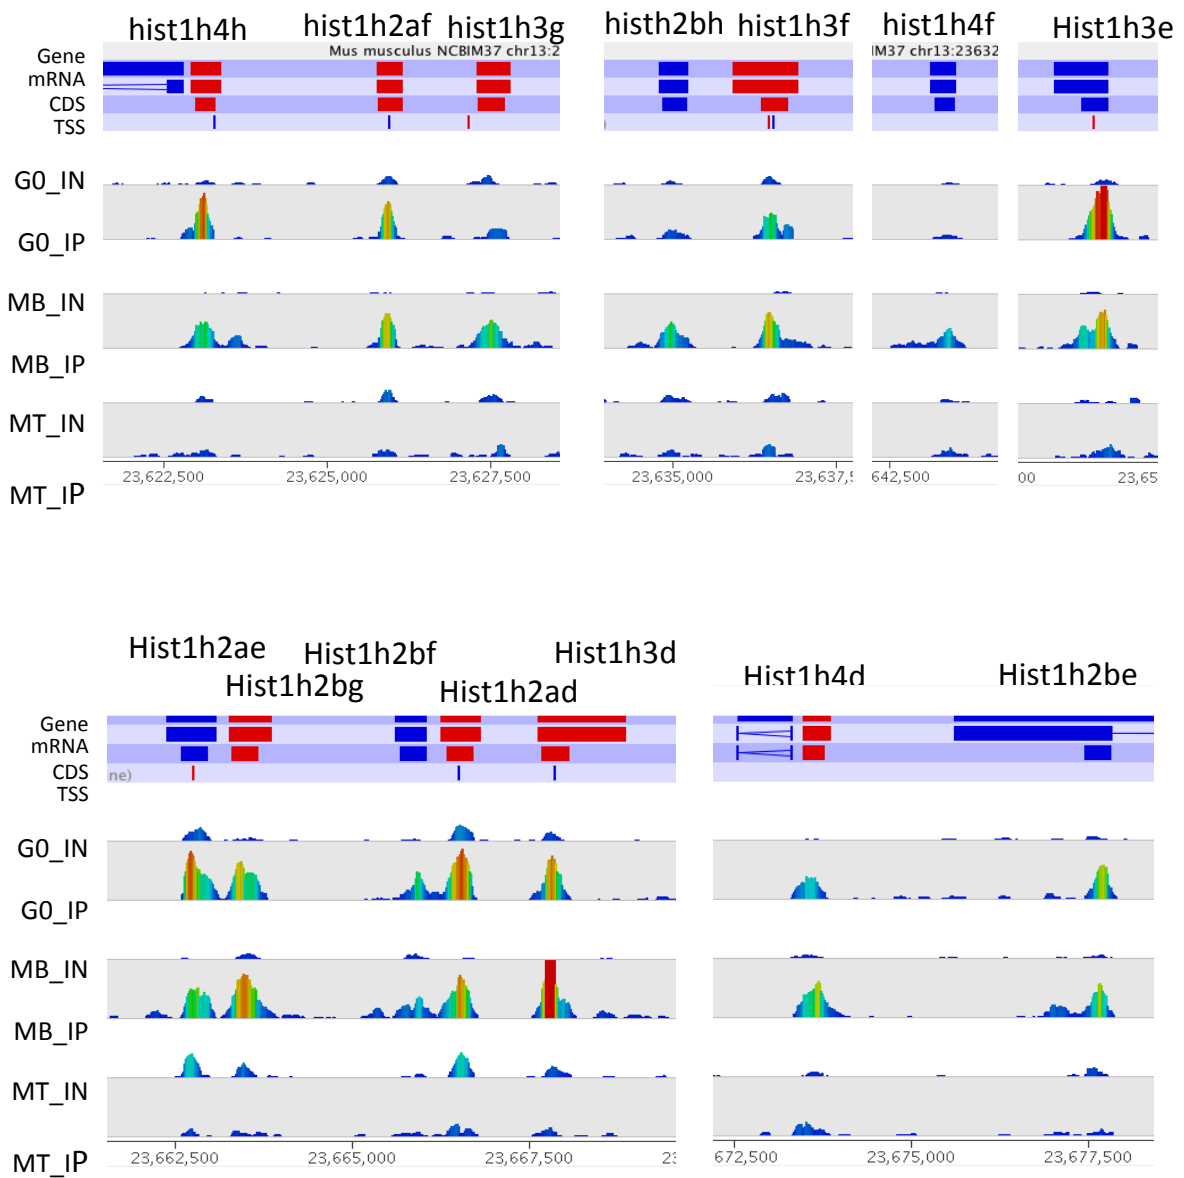 hist1h4h hist1h2af hist1h3g histh2bh hist1h3f hist1h4f Hist1h3e
Gene Mus musculus NCBIM37 chr13:2 IM37 chr13:23632
mRNA
CDS
TSS
G0_IN
G0_IP
MB_IN
MB_IP
MT_IN
MT_IP
23,622,500 23,625,000 23,627,500 23,635,000 23,637,5 642,500 00 23,65
Hist1h2ae Hist1h2bf Hist1h3d
Hist1h2bg Hist1h2ad Hist1h4d Hist1h2be
Gene
mRNA
CDS ne)
TSS
G0_IN
G0_IP
MB_IN
MB_IP
MT_IN
MT_IP
23,662,500 23,665,000 23,667,500 23 672,500 23,675,000 23,677,500